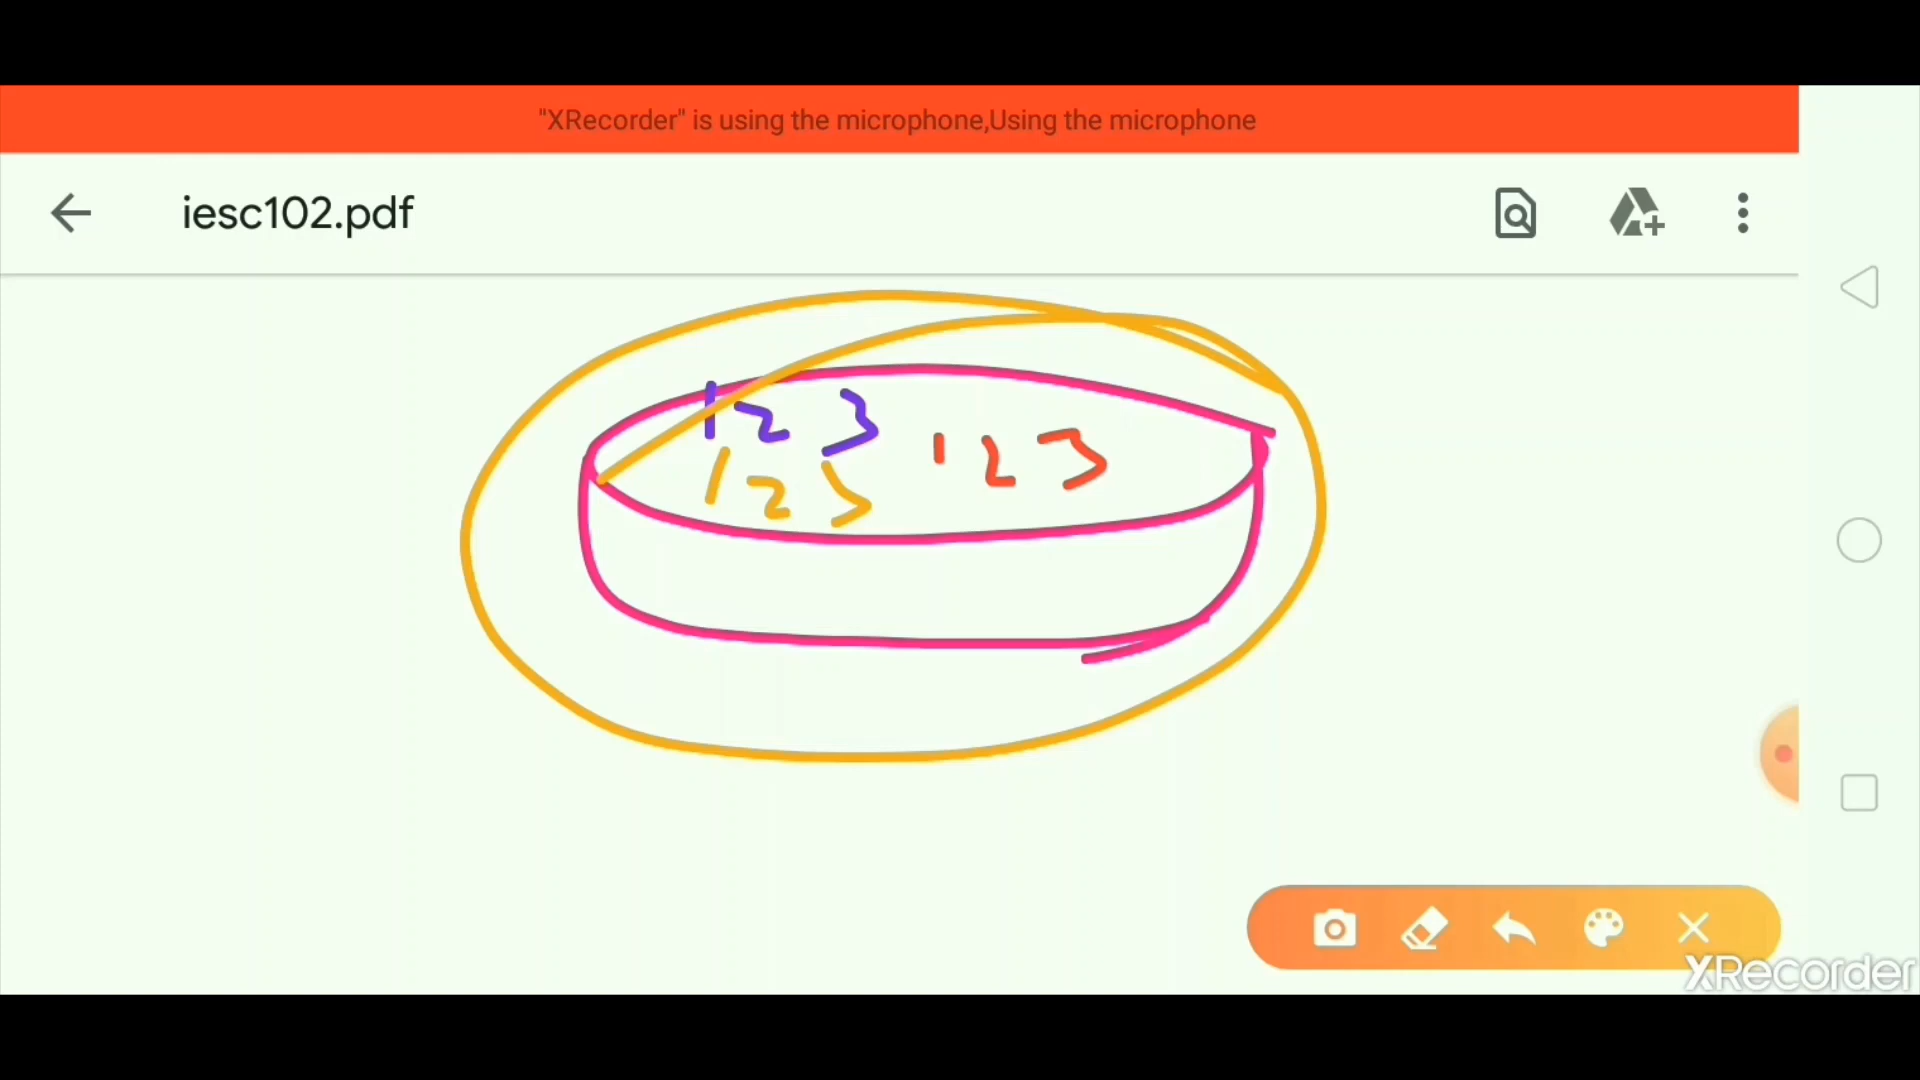 "XRecorder" is using the microphone,Using the microphone
iesc102.pdf
1 2 3
1 2 3
1 2 3
XRecorder